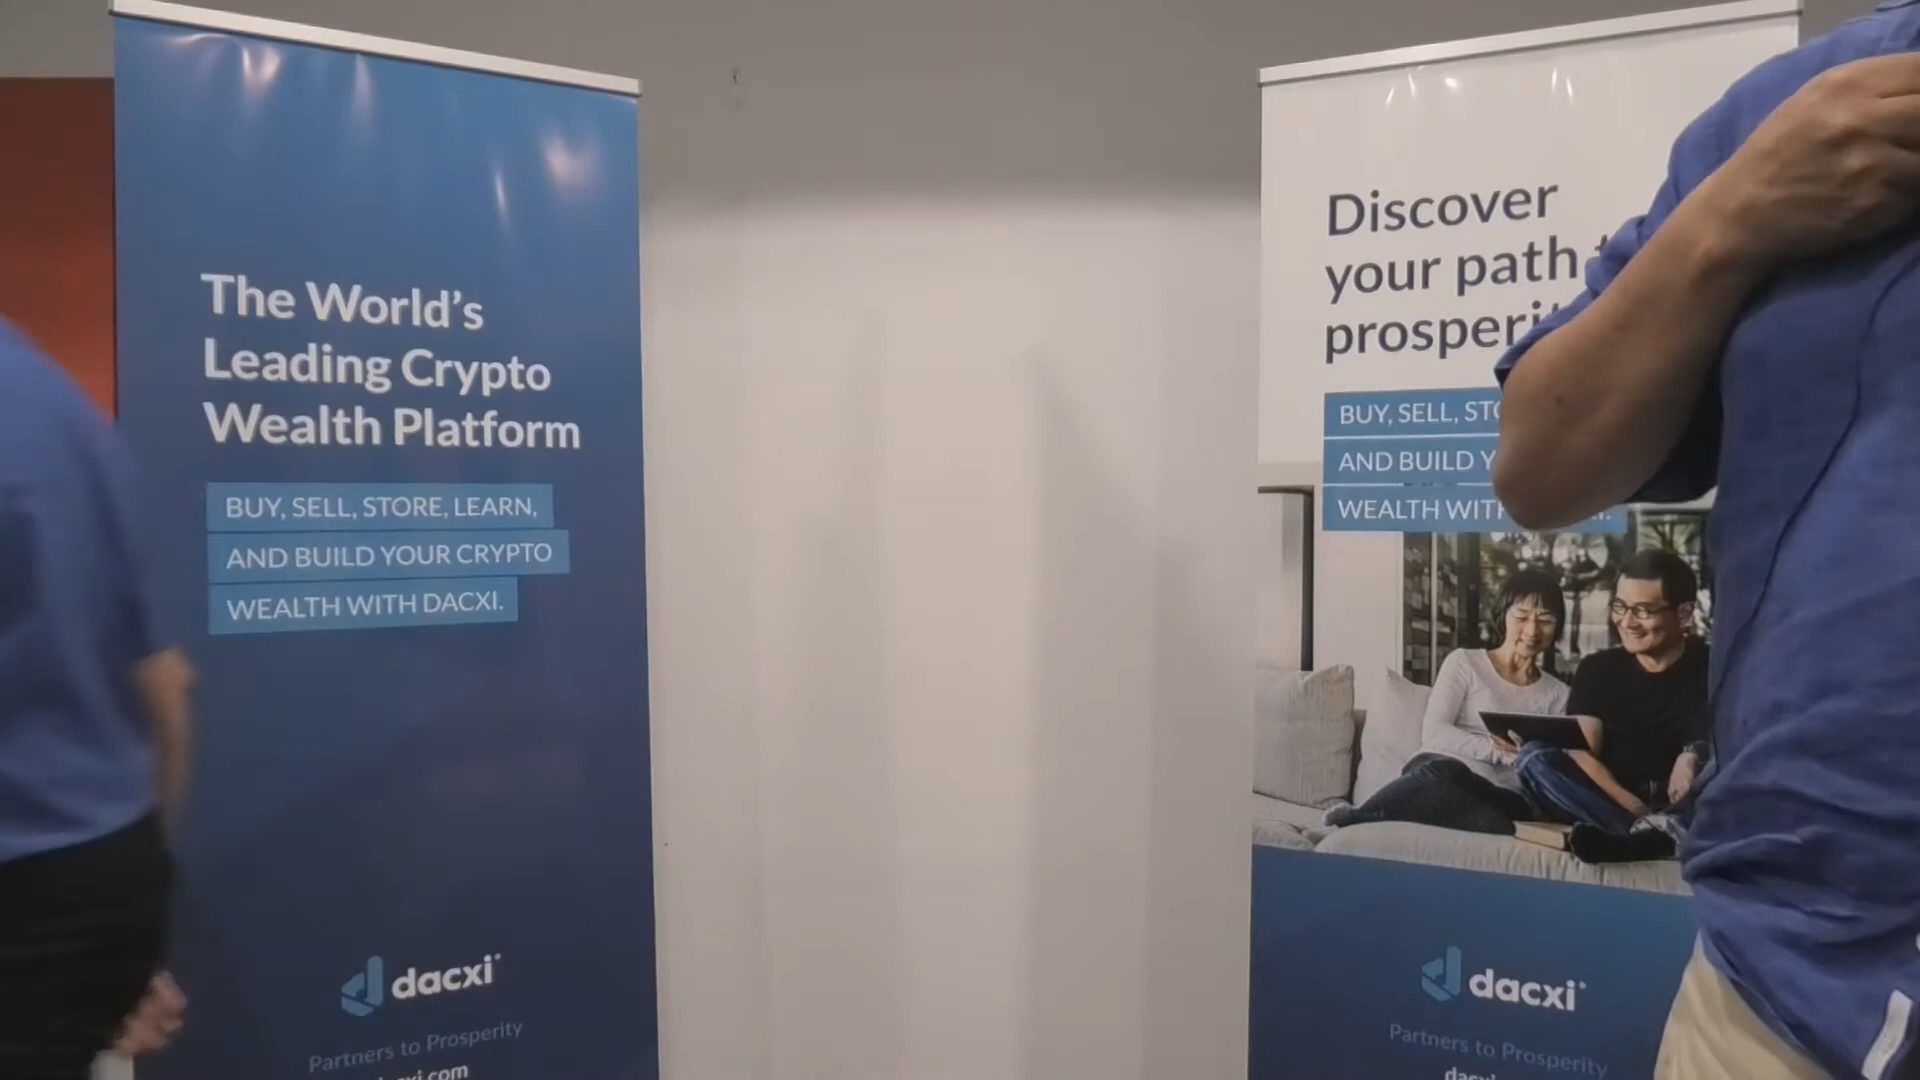 The World's
Leading Crypto
Wealth Platform
BUY, SELL, STORE, LEARN,
AND BUILD YOUR CRYPTO
WEALTH WITH DACXI.
dacxi
Partners to Prosperity
Discover
your path
BUY, SELL,
AND BUILD
WEALTH WITH
dacxi
Partners to Prosperity